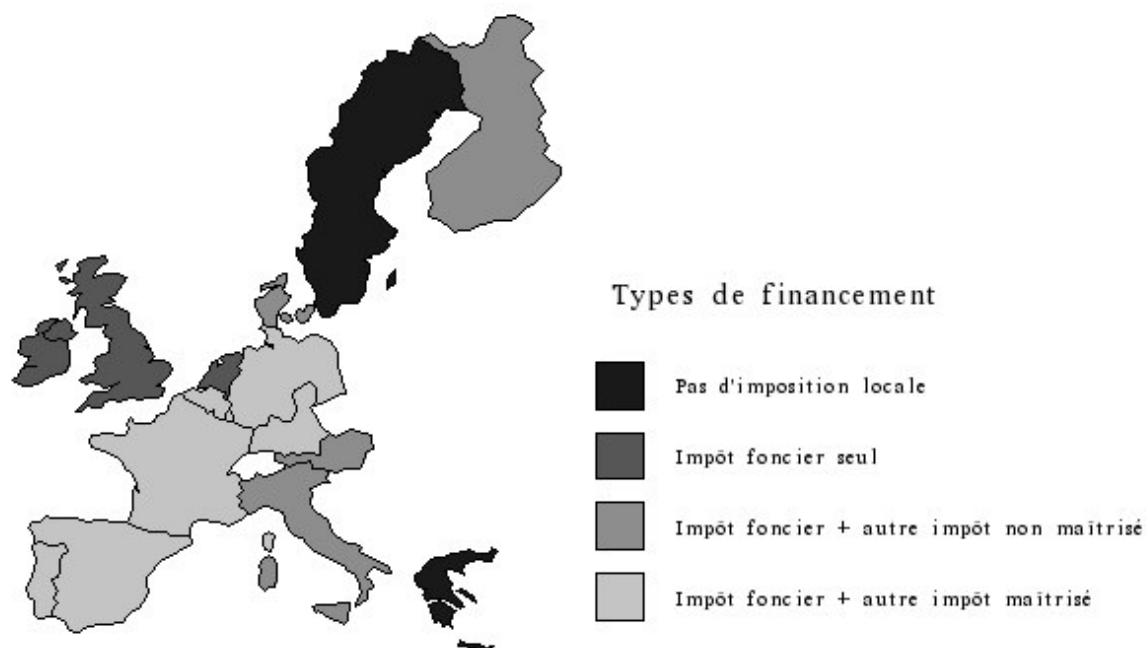 Types de financement
Pas d'imposition locale
Impôt foncier seul
Impôt foncier + autre impôt non maîtrisé
Impôt foncier + autre impôt maîtrisé